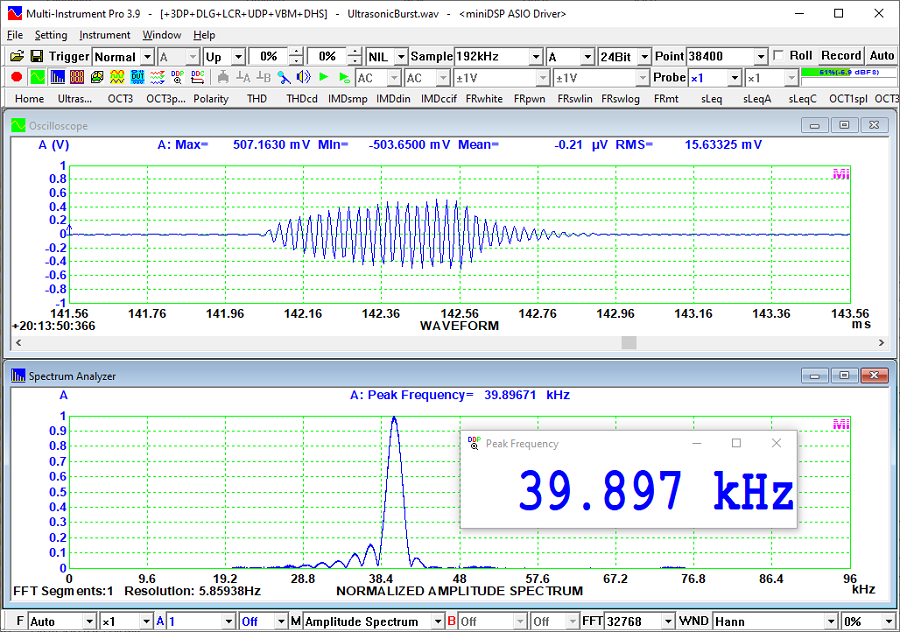 Multi-Instrument Pro 3.9 - [+3DP+DLG+LCR+UDP+VBM+DHS] - UltrasonicBurst.wav - <miniDSP ASIO Driver>
File Setting Instrument Window Help
Trigger Normal A Up 0% 0% NIL Sample 192kHz A 24Bit Point 38400 Roll Record Auto
AC AC ±1V ±1V Probe ×1 ×1 61%(-6.9 dBFS)
Home Ultras... OCT3 OCT3p... Polarity THD THDcd IMDsmp IMDdin IMDccif FRwhite FRpwn FRswlin FRswlog FRmt sLeq sLeqA sLeqC OCT1spl OCT3
Oscilloscope
A (V) A: Max= 507.1630 mV Min= -503.6500 mV Mean= -0.21 µV RMS= 15.63325 mV
1
0.8
0.6
0.4
0.2
0
-0.2
-0.4
-0.6
-0.8
-1
Mi
141.56 141.76 141.96 142.16 142.36 142.56 142.76 142.96 143.16 143.36 143.56
+20:13:50:366 WAVEFORM ms
Spectrum Analyzer
A A: Peak Frequency= 39.89671 kHz
1
0.9
0.8
0.7
0.6
0.5
0.4
0.3
0.2
0.1
0
Mi
DDP Peak Frequency
39.897 kHz
0 9.6 19.2 28.8 38.4 48 57.6 67.2 76.8 86.4 96
FFT Segments:1 Resolution: 5.85938Hz NORMALIZED AMPLITUDE SPECTRUM kHz
F Auto ×1 A 1 Off M Amplitude Spectrum B Off Off FFT 32768 WND Hann 0%